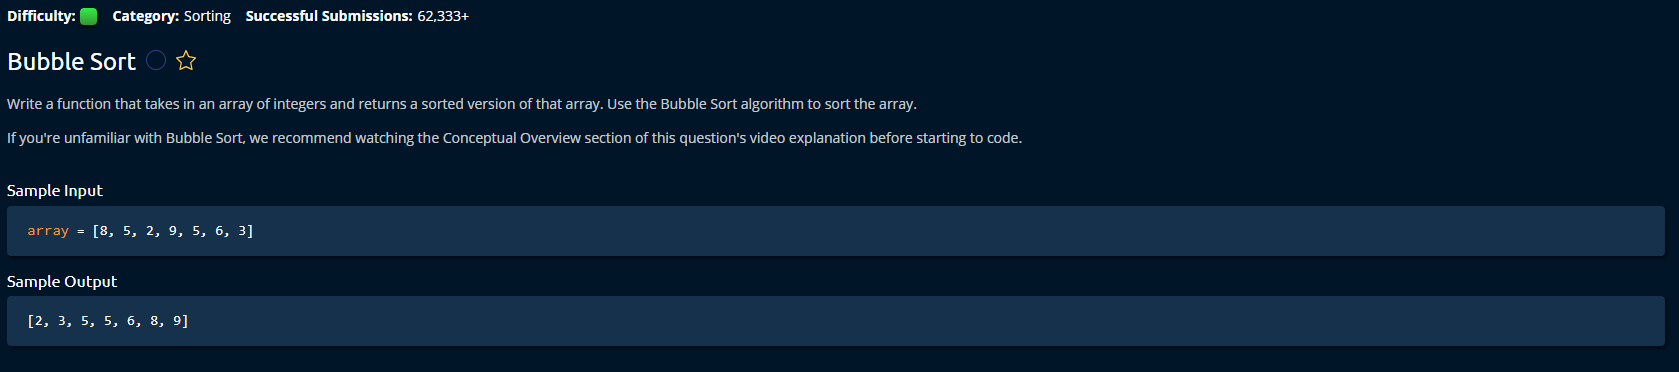 Difficulty: Category: Sorting Successful Submissions: 62,333+
Bubble Sort
Write a function that takes in an array of integers and returns a sorted version of that array. Use the Bubble Sort algorithm to sort the array.
If you're unfamiliar with Bubble Sort, we recommend watching the Conceptual Overview section of this question's video explanation before starting to code.
Sample Input
array = [8, 5, 2, 9, 5, 6, 3]
Sample Output
[2, 3, 5, 5, 6, 8, 9]